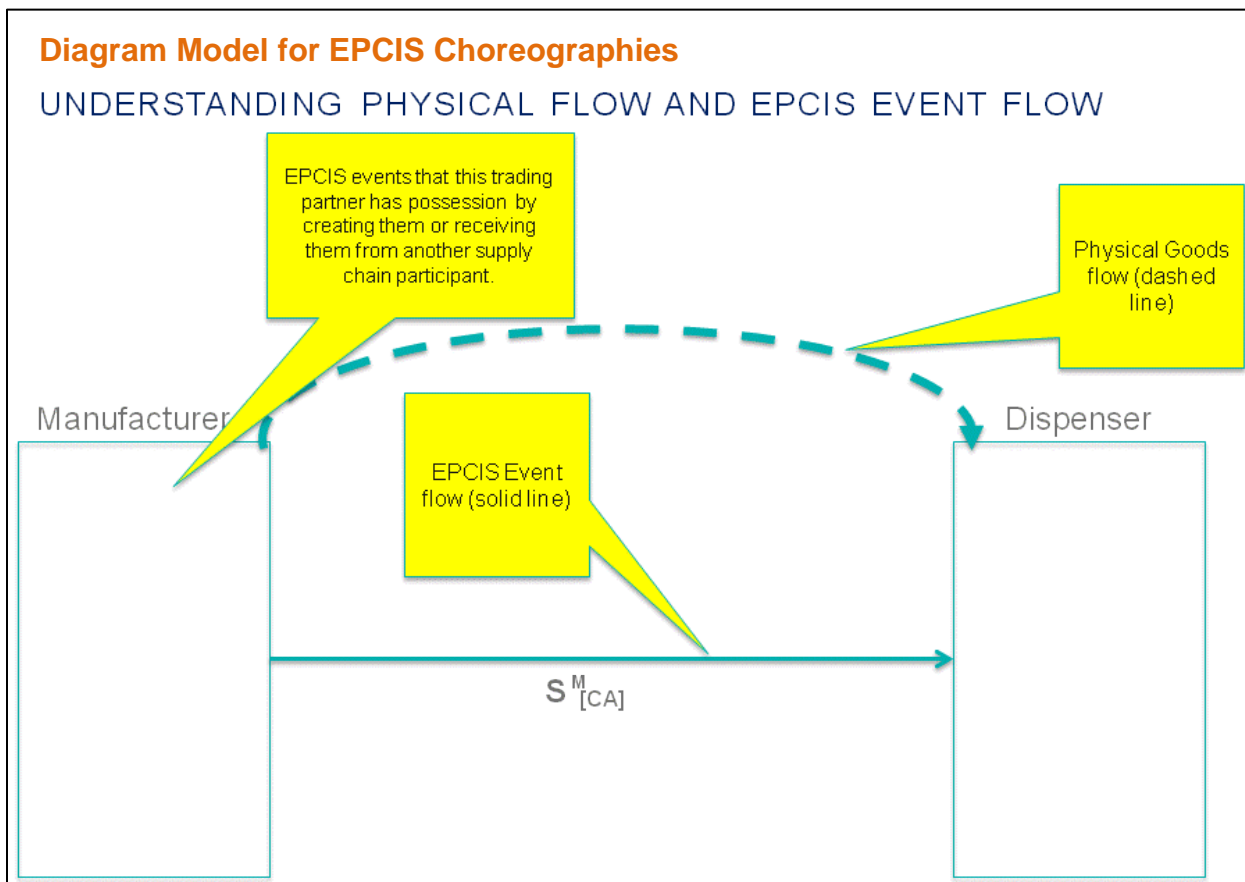 Diagram Model for EPCIS Choreographies
UNDERSTANDING PHYSICAL FLOW AND EPCIS EVENT FLOW
EPCIS events that this trading
partner has possession by
creating them or receiving
them from another supply
chain participant.
Physical Goods
flow (dashed
line)
Manufacturer
Dispenser
EPCIS Event
flow (solid line)
S M [CA]